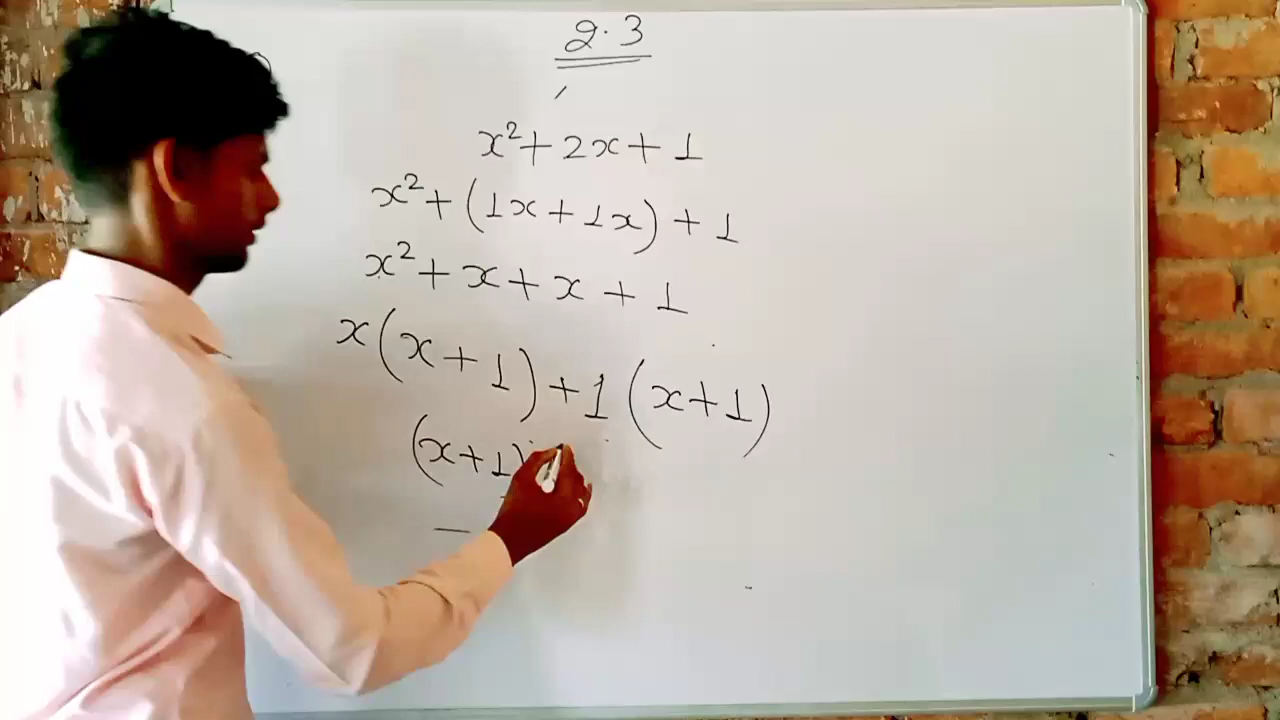 2.3
x²+2x+1
x²+(1x+1x)+1
x²+x+x+1
x(x+1)+1(x+1)
(x+1)